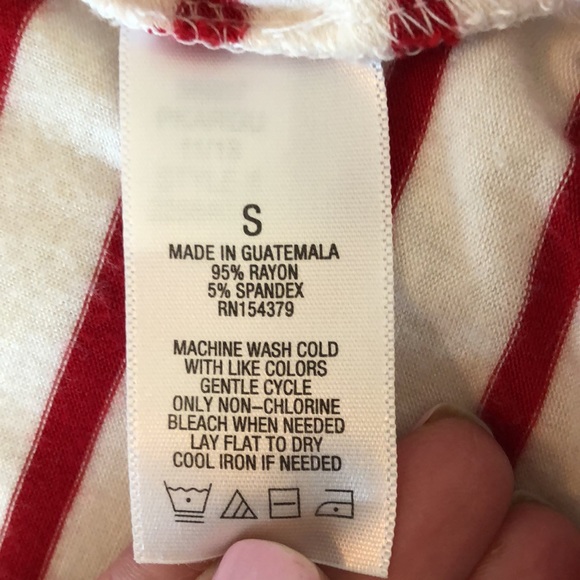 S
MADE IN GUATEMALA
95% RAYON
5% SPANDEX
RN154379
MACHINE WASH COLD
WITH LIKE COLORS
GENTLE CYCLE
ONLY NON-CHLORINE
BLEACH WHEN NEEDED
LAY FLAT TO DRY
COOL IRON IF NEEDED